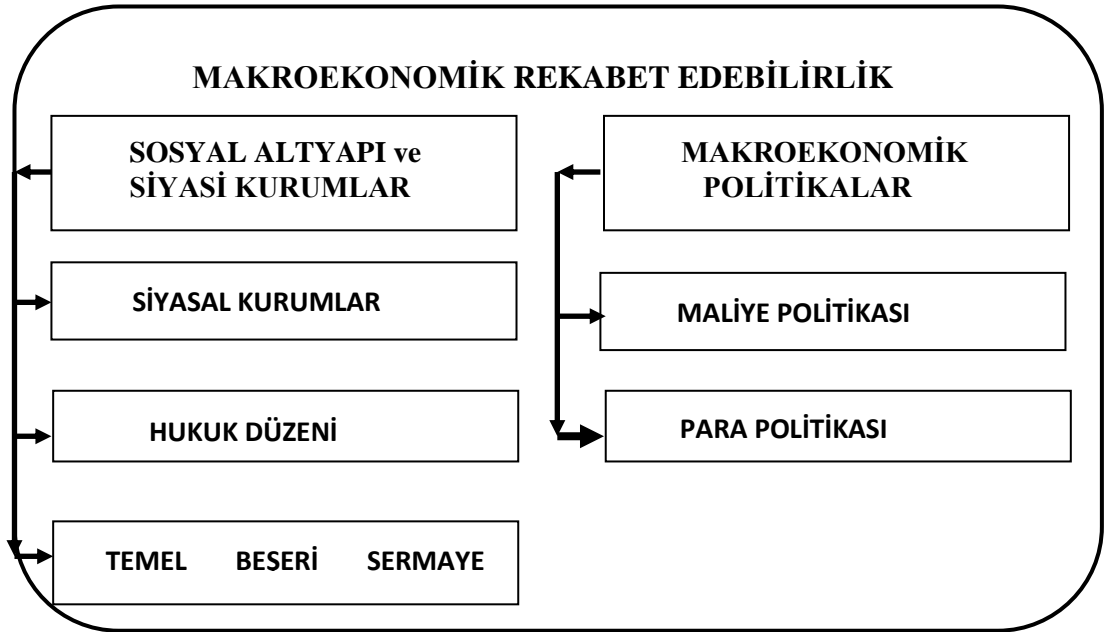 MAKROEKONOMİK REKABET EDEBİLİRLİK
SOSYAL ALTYAPI ve
SİYASİ KURUMLAR
SİYASAL KURUMLAR
HUKUK DÜZENİ
TEMEL BEŞERİ SERMAYE
MAKROEKONOMİK
POLİTİKALAR
MALİYE POLİTİKASI
PARA POLİTİKASI